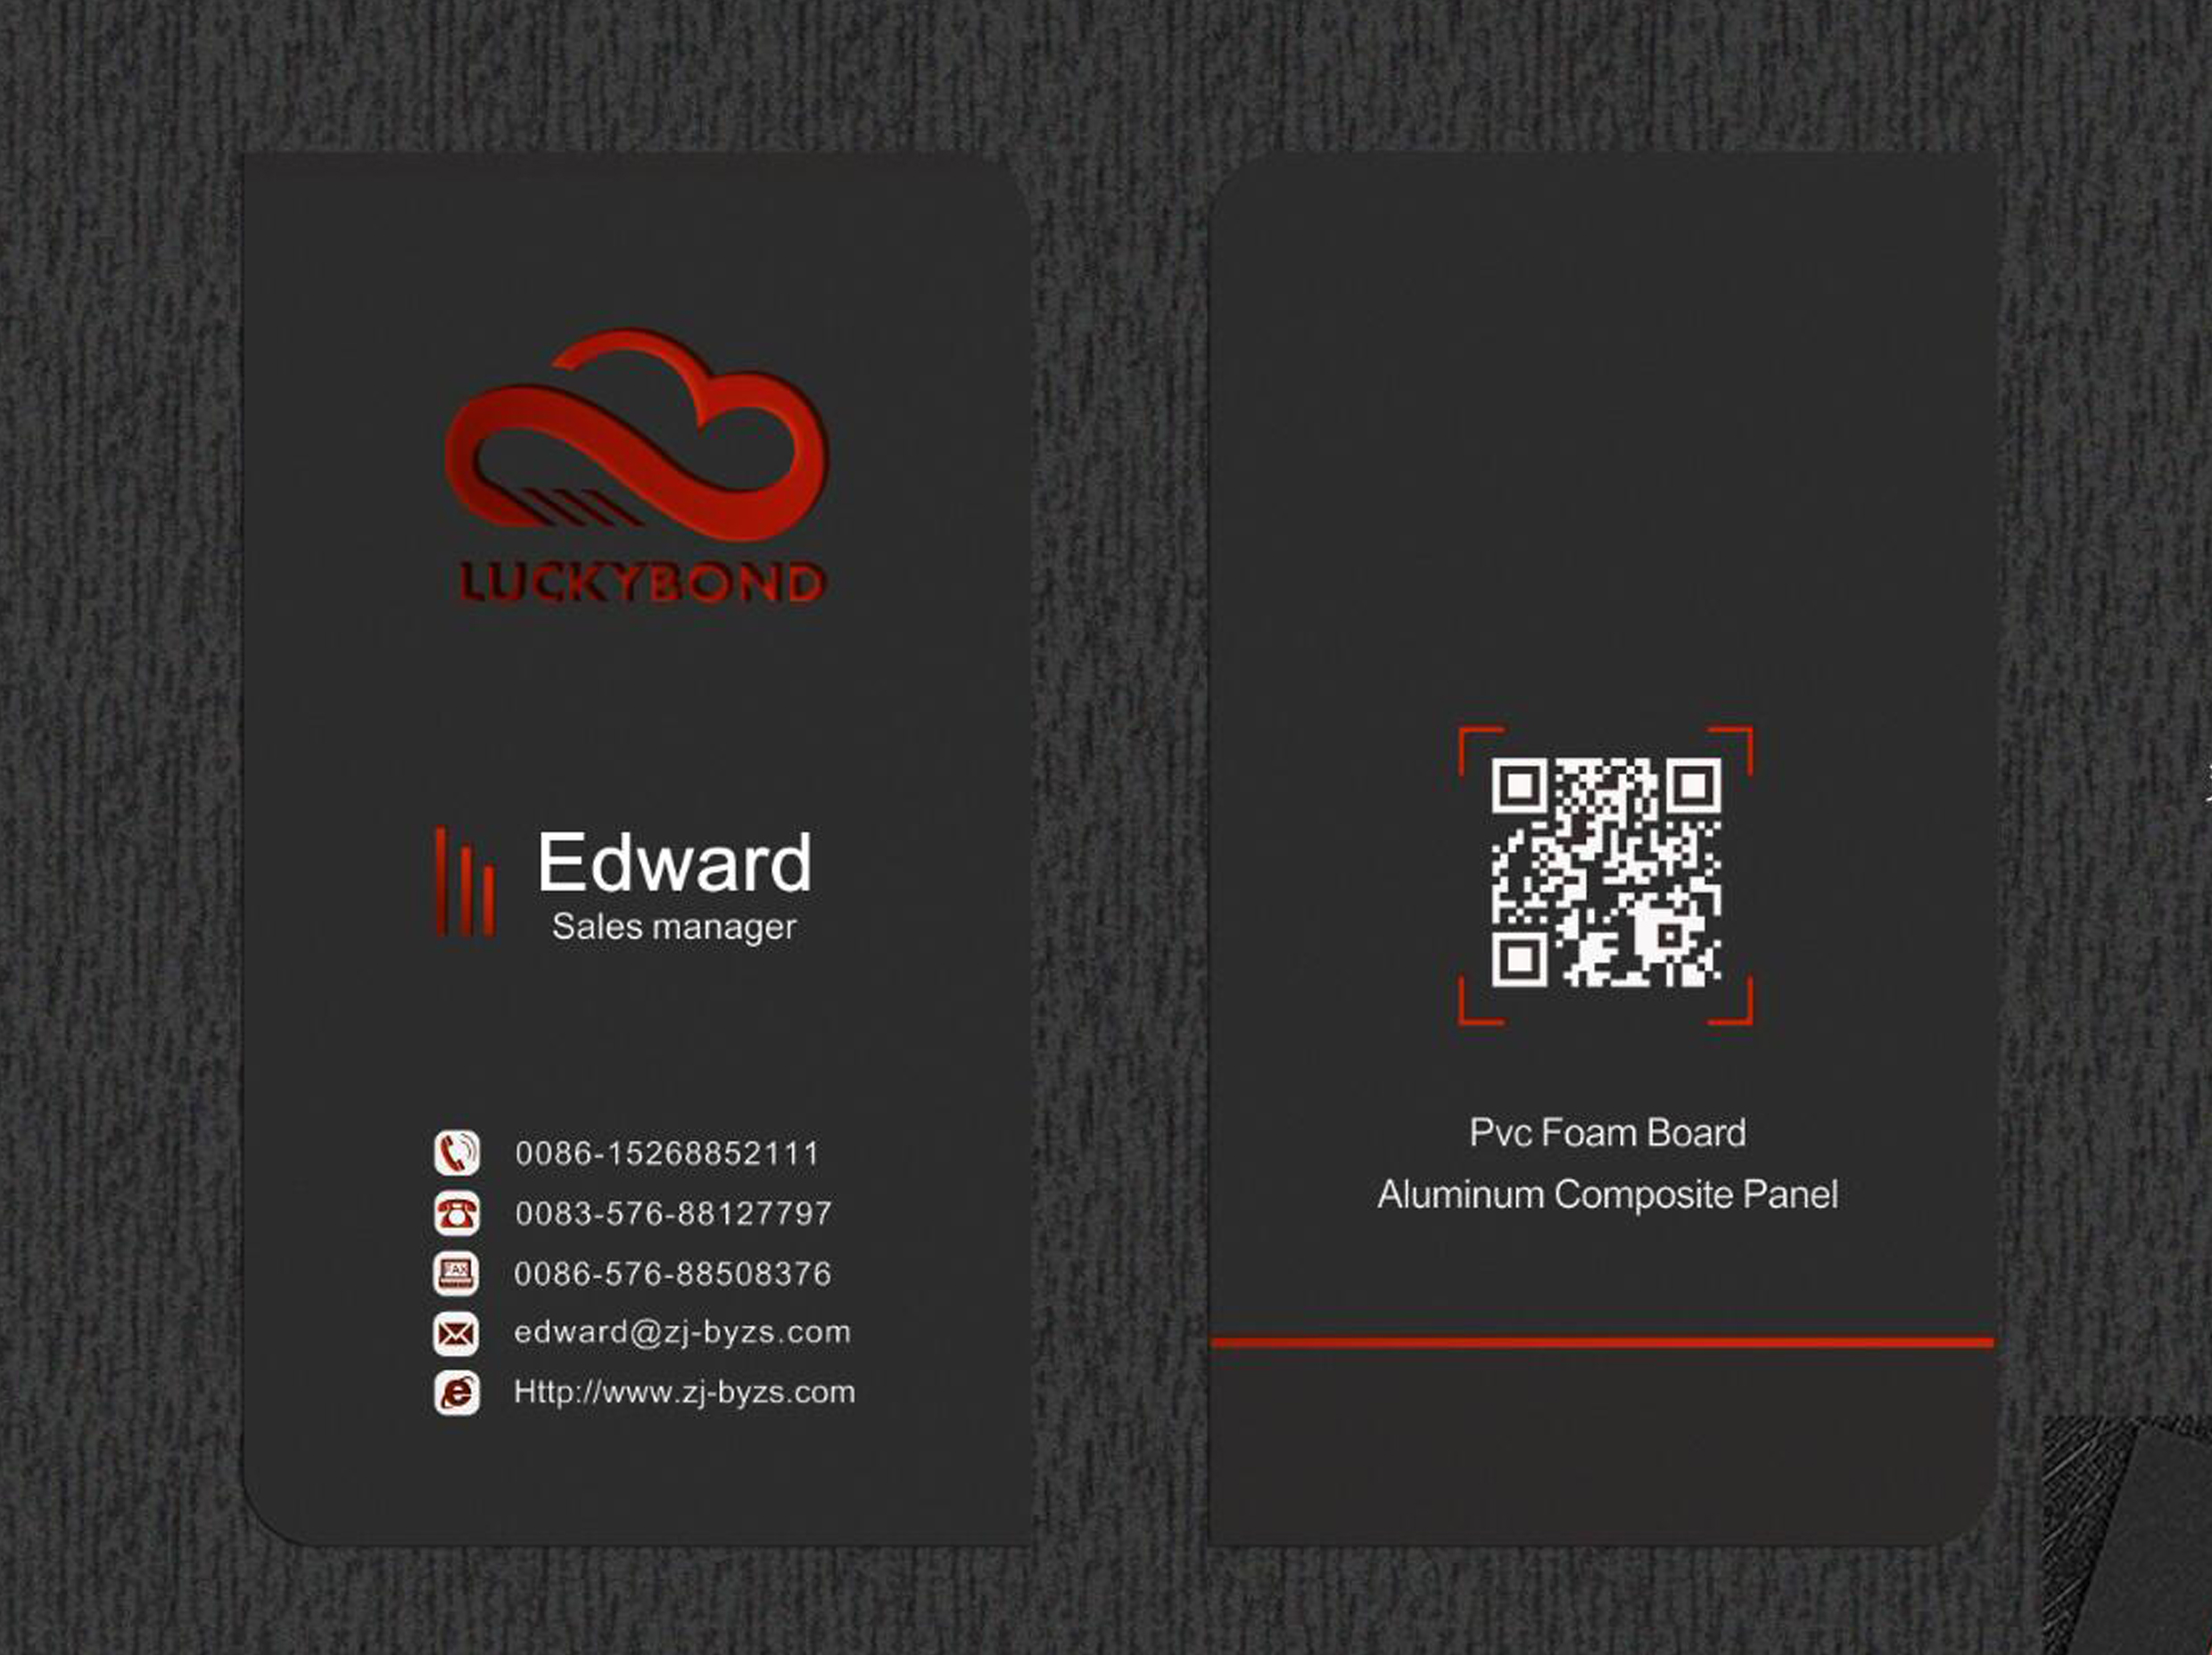 LUCKYBOND
Edward
Sales manager
0086-15268852111
0083-576-88127797
FAX
0086-576-88508376
edward@zj-byzs.com
Http://www.zj-byzs.com
Pvc Foam Board
Aluminum Composite Panel